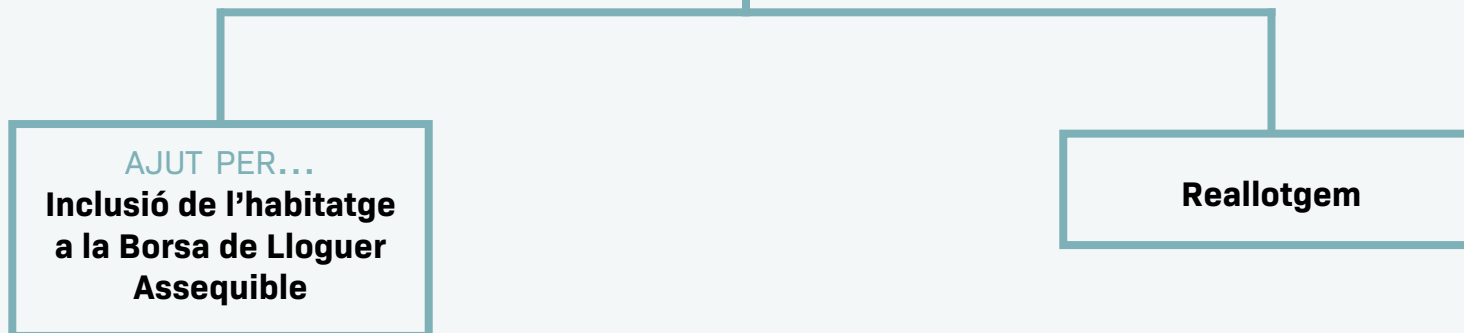 AJUT PER...
Inclusió de l’habitatge
a la Borsa de Lloguer
Assequible
Reallotgem